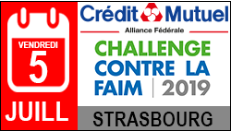 VENDREDI
5
JUILL
Crédit Mutuel
Alliance Fédérale
CHALLENGE
CONTRE LA
FAIM | 2019
STRASBOURG